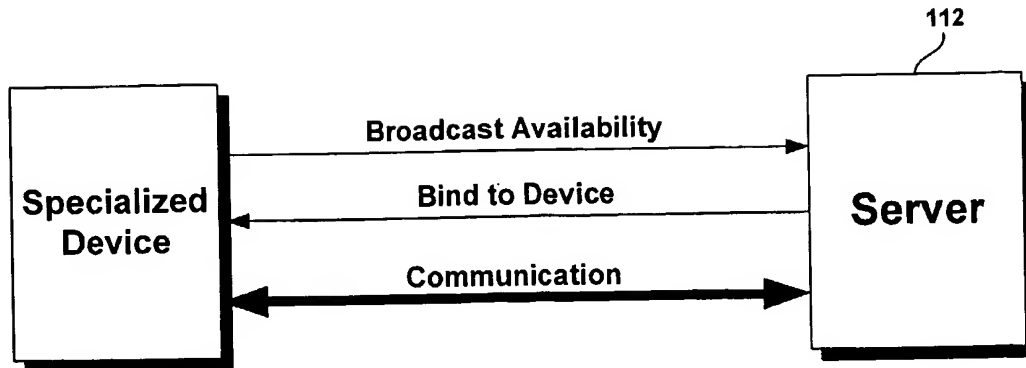 112
Broadcast Availability
Specialized
Device
Bind to Device
Server
Communication